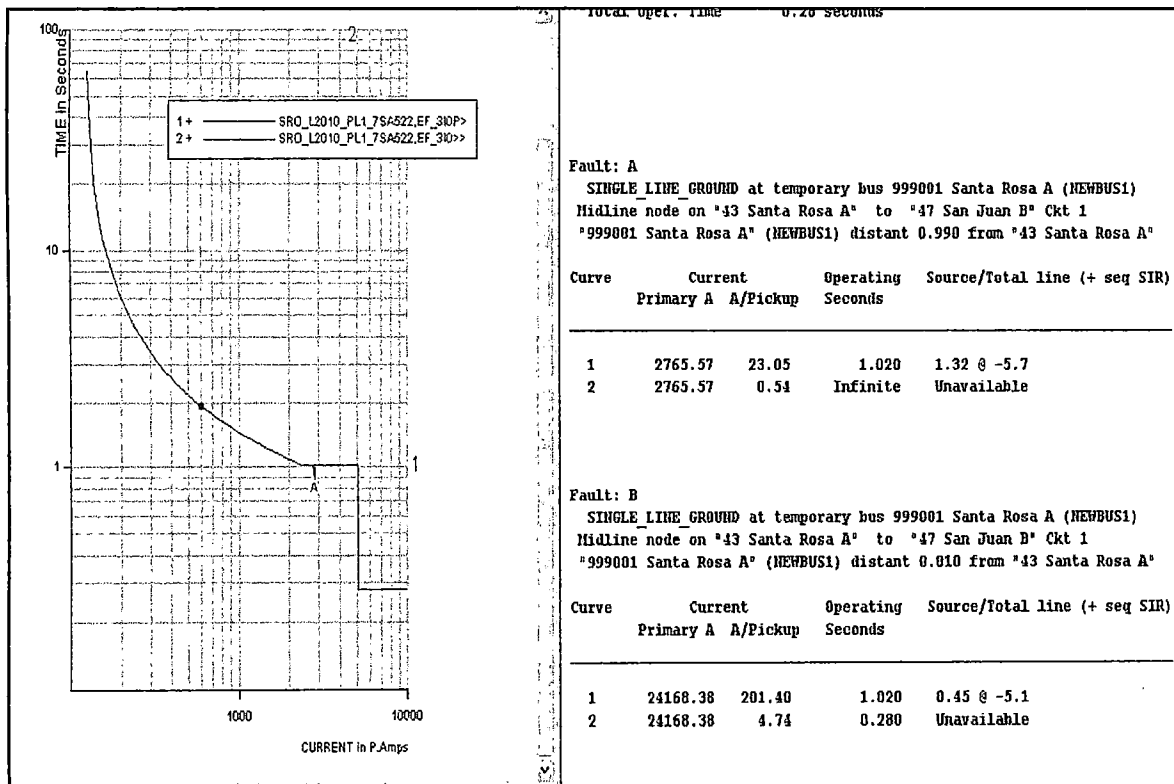 100
TIME in Seconds
2
1+ SRO_L2010_PL1_7SA522,EF_3I0P>
2+ SRO_L2010_PL1_7SA522,EF_3I0>>
10
1
1
A
1000
10000
CURRENT in P.Amps
Total Oper. Time 0.28 seconds
Fault: A
SINGLE_LINE_GROUND at temporary bus 999001 Santa Rosa A (NEWBUS1)
Midline node on "43 Santa Rosa A" to "47 San Juan B" Ckt 1
"999001 Santa Rosa A" (NEWBUS1) distant 0.990 from "43 Santa Rosa A"
Curve Current Operating Source/Total line (+ seq SIR)
Primary A A/Pickup Seconds
1 2765.57 23.05 1.020 1.32 @ -5.7
2 2765.57 0.54 Infinite Unavailable
Fault: B
SINGLE_LINE_GROUND at temporary bus 999001 Santa Rosa A (NEWBUS1)
Midline node on "43 Santa Rosa A" to "47 San Juan B" Ckt 1
"999001 Santa Rosa A" (NEWBUS1) distant 0.010 from "43 Santa Rosa A"
Curve Current Operating Source/Total line (+ seq SIR)
Primary A A/Pickup Seconds
1 24168.38 201.40 1.020 0.45 @ -5.1
2 24168.38 4.74 0.280 Unavailable